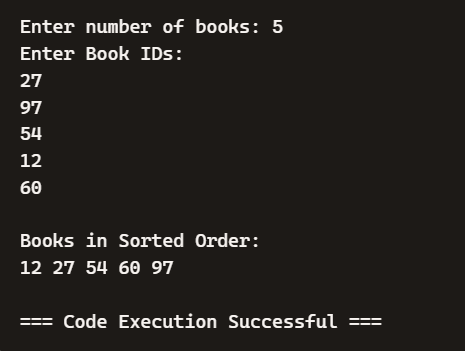 Enter number of books: 5
Enter Book IDs:
27
97
54
12
60
Books in Sorted Order:
12 27 54 60 97
=== Code Execution Successful ===